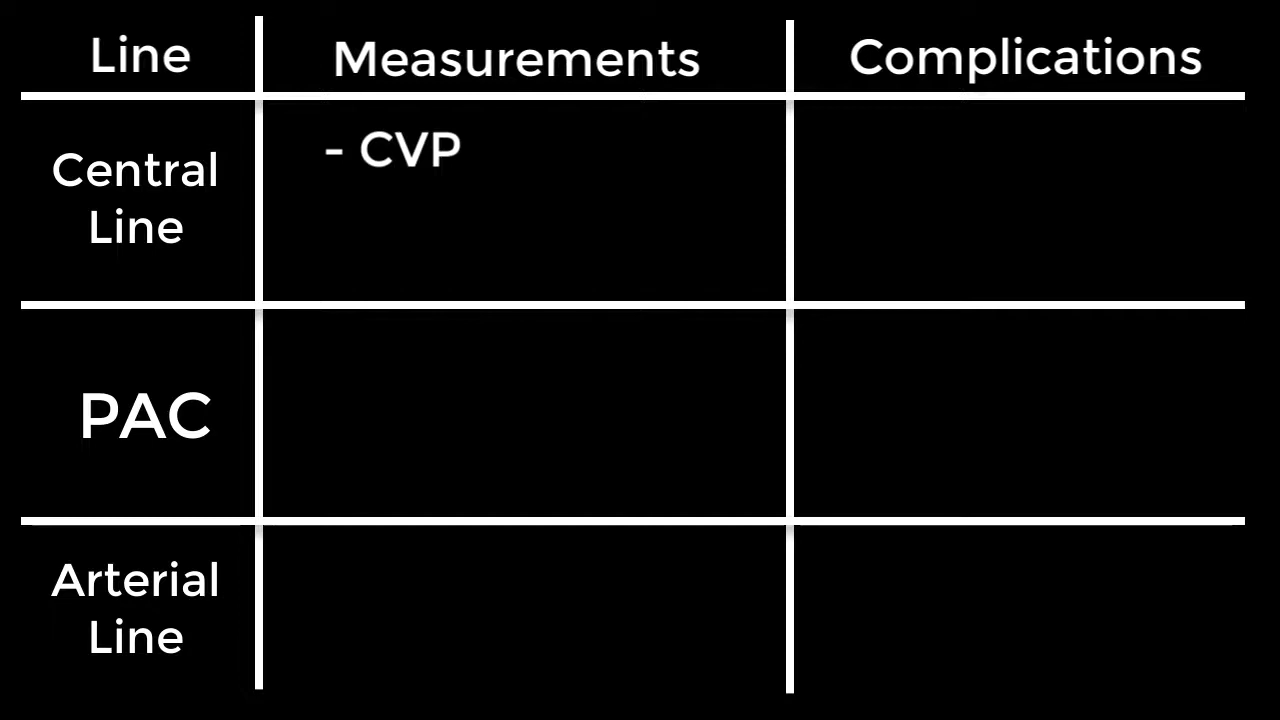 Line
Measurements
Complications
Central
Line
- CVP
PAC
Arterial
Line